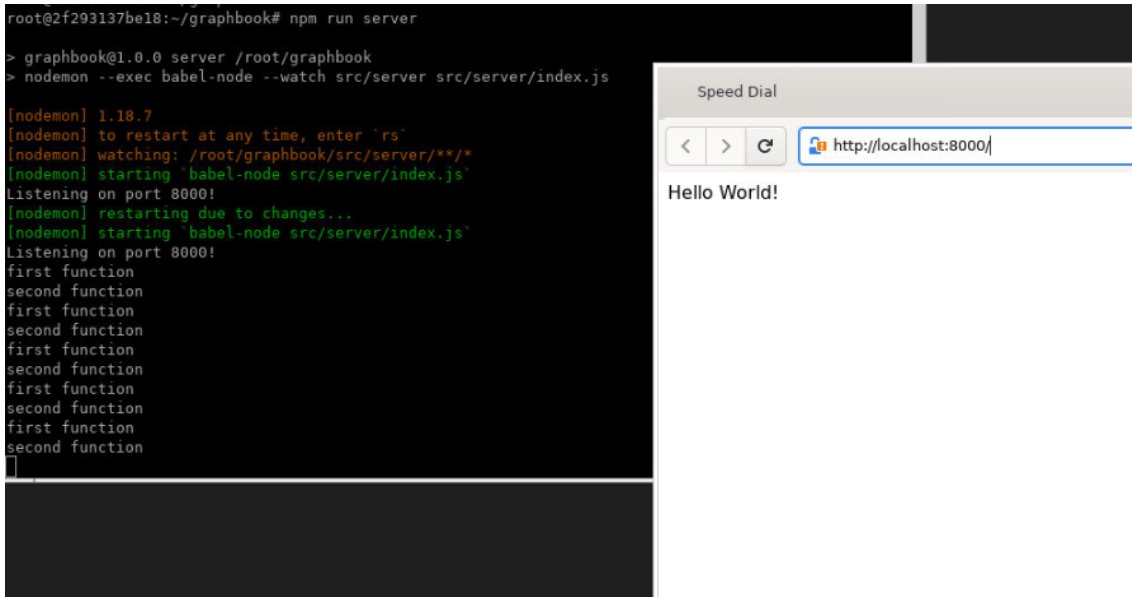 root@2f293137be18:~/graphbook# npm run server
> graphbook@1.0.0 server /root/graphbook
> nodemon --exec babel-node --watch src/server src/server/index.js
[nodemon] 1.18.7
[nodemon] to restart at any time, enter `rs`
[nodemon] watching: /root/graphbook/src/server/**/*
[nodemon] starting `babel-node src/server/index.js`
Listening on port 8000!
[nodemon] restarting due to changes...
[nodemon] starting `babel-node src/server/index.js`
Listening on port 8000!
first function
second function
first function
second function
first function
second function
first function
second function
first function
second function
Speed Dial
http://localhost:8000/
Hello World!